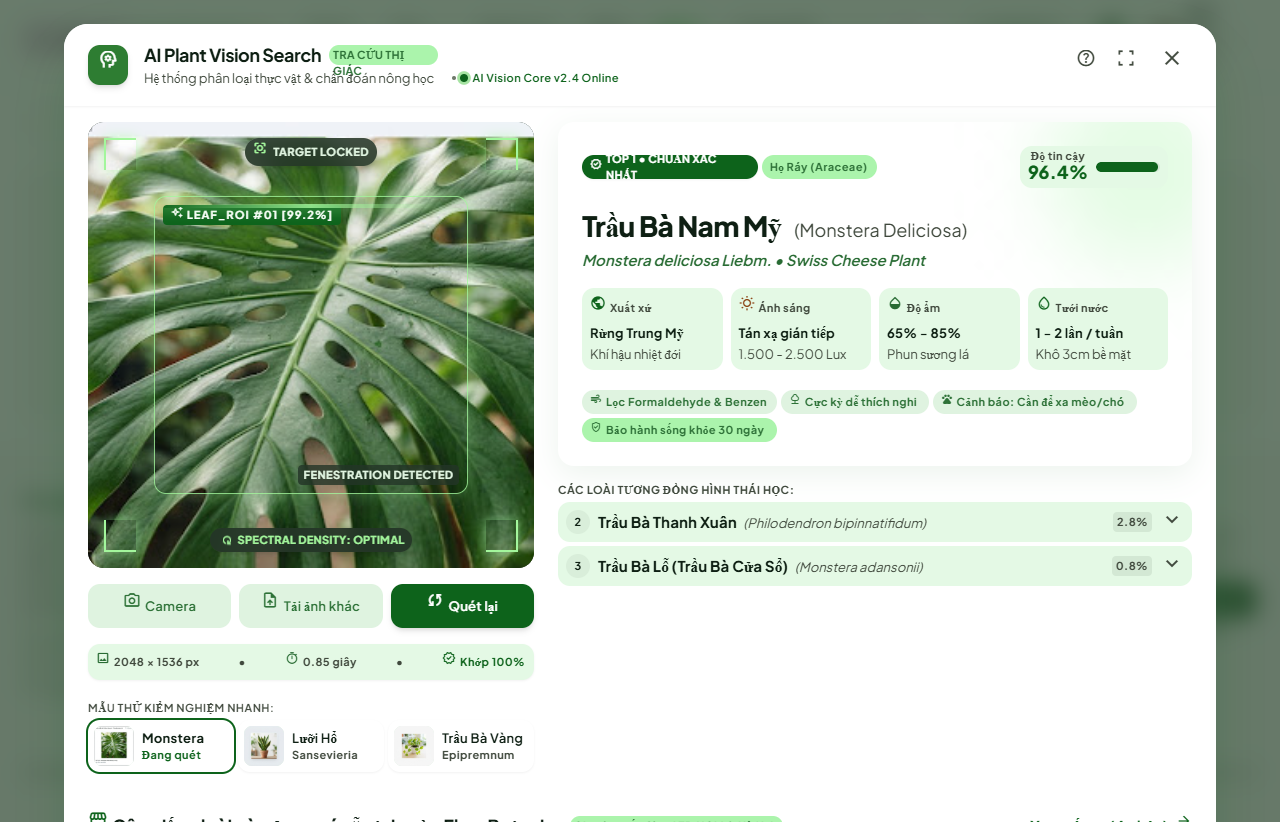 AI Plant Vision Search
TRA CỨU THỊ GIÁC
Hệ thống phân loại thực vật & chẩn đoán nông học
AI Vision Core v2.4 Online
TARGET LOCKED
LEAF_ROI #01 [99.2%]
FENESTRATION DETECTED
SPECTRAL DENSITY: OPTIMAL
Camera
Tải ảnh khác
Quét lại
2048 × 1536 px • 0.85 giây • Khớp 100%
MẪU THỬ KIỂM NGHIỆM NHANH:
Monstera
Đang quét
Lưỡi Hổ
Sansevieria
Trầu Bà Vàng
Epipremnum
TOP 1 • CHUẨN XÁC
NHẤT
Họ Ráy (Araceae)
Độ tin cậy
96.4%
Trầu Bà Nam Mỹ (Monstera Deliciosa)
Monstera deliciosa Liebm. • Swiss Cheese Plant
Xuất xứ
Rừng Trung Mỹ
Khí hậu nhiệt đới
Ánh sáng
Tán xạ gián tiếp
1.500 - 2.500 Lux
Độ ẩm
65% - 85%
Phun sương lá
Tưới nước
1 - 2 lần / tuần
Khô 3cm bề mặt
Lọc Formaldehyde & Benzen
Cực kỳ dễ thích nghi
Cảnh báo: Cần để xa mèo/chó
Bảo hành sống khỏe 30 ngày
CÁC LOÀI TƯƠNG ĐỒNG HÌNH THÁI HỌC:
2 Trầu Bà Thanh Xuân (Philodendron bipinnatifidum) 2.8%
3 Trầu Bà Lỗ (Trầu Bà Cửa Sổ) (Monstera adansonii) 0.8%